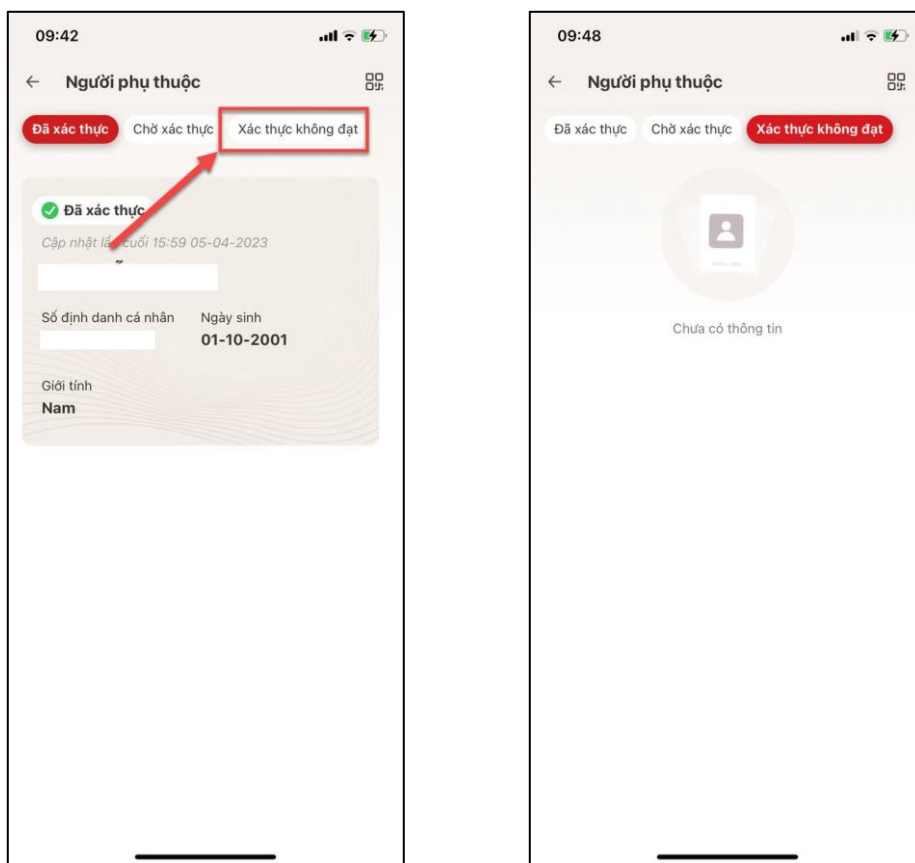 09:42
Người phụ thuộc
Đã xác thực Chờ xác thực Xác thực không đạt
Đã xác thực
Cập nhật lần cuối 15:59 05-04-2023
Số định danh cá nhân Ngày sinh
01-10-2001
Giới tính
Nam
09:48
Người phụ thuộc
Đã xác thực Chờ xác thực Xác thực không đạt
Chưa có thông tin